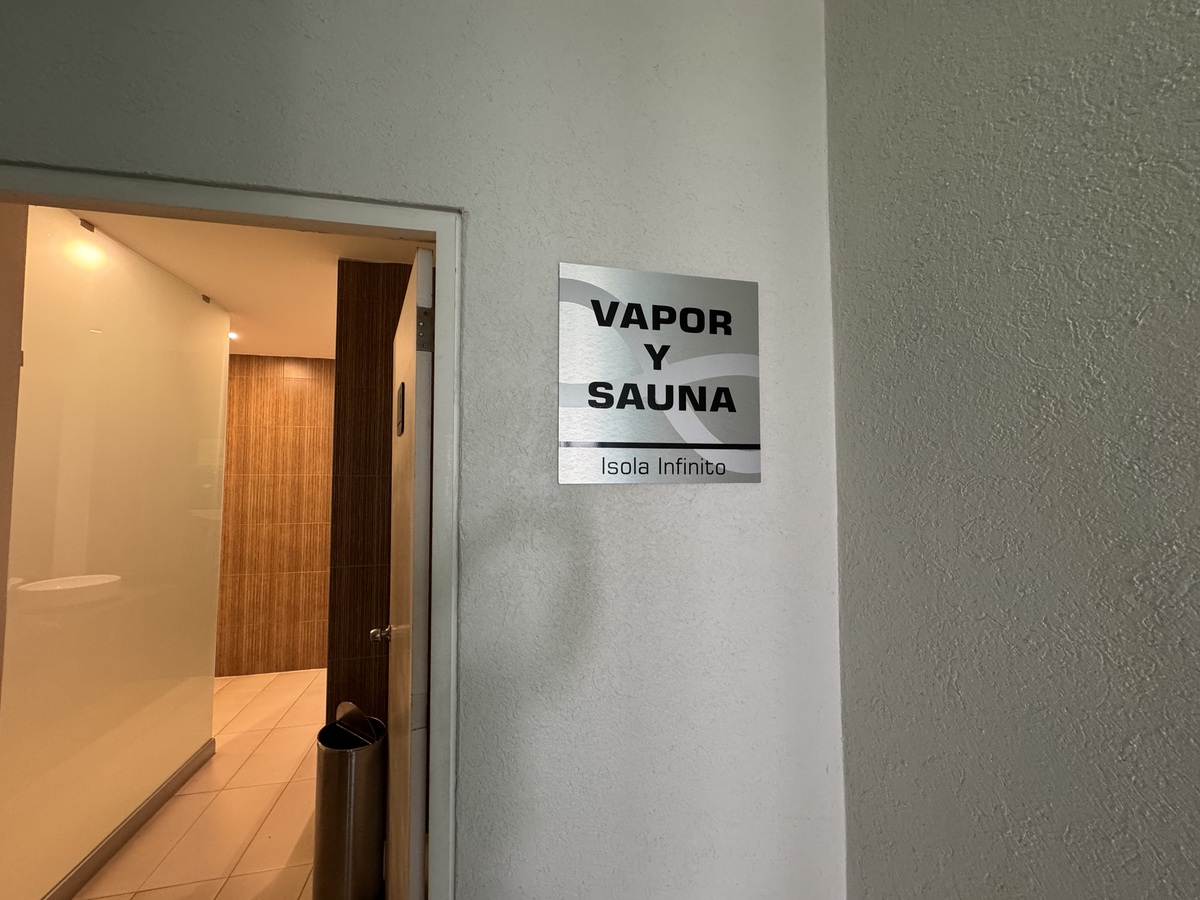 VAPOR
Y
SAUNA
Isola Infinito